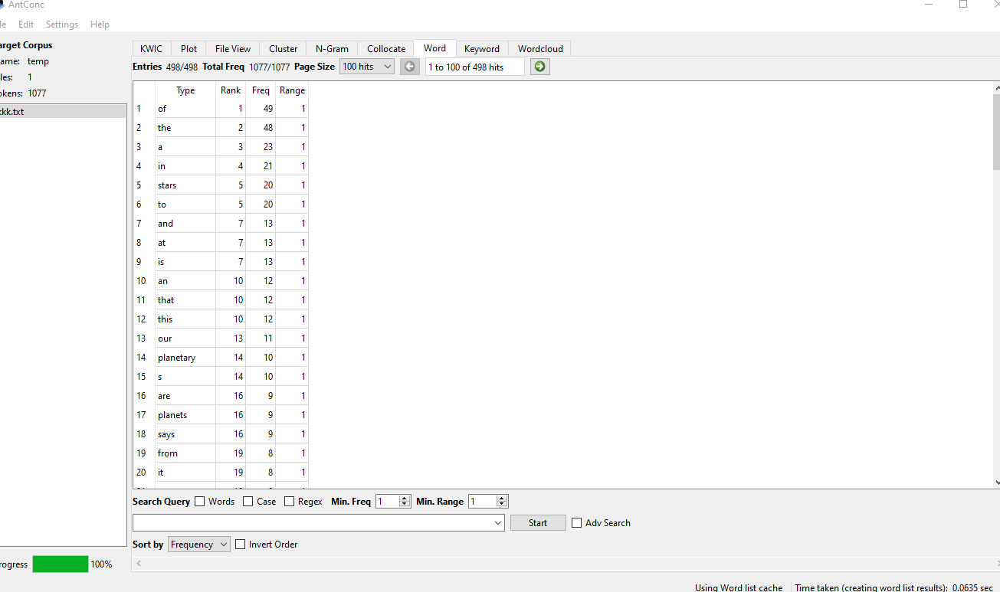 AntConc
le Edit Settings Help
arget Corpus
ame: temp
les: 1
okens: 1077
kkk.txt
KWIC Plot File View Cluster N-Gram Collocate Word Keyword Wordcloud
Entries 498/498 Total Freq 1077/1077 Page Size 100 hits 1 to 100 of 498 hits
Type Rank Freq Range
1 of 1 49 1
2 the 2 48 1
3 a 3 23 1
4 in 4 21 1
5 stars 5 20 1
6 to 5 20 1
7 and 7 13 1
8 at 7 13 1
9 is 7 13 1
10 an 10 12 1
11 that 10 12 1
12 this 10 12 1
13 our 13 11 1
14 planetary 14 10 1
15 s 14 10 1
16 are 16 9 1
17 planets 16 9 1
18 says 16 9 1
19 from 19 8 1
20 it 19 8 1
Search Query Words Case Regex Min. Freq 1 Min. Range 1
Start Adv Search
Sort by Frequency Invert Order
rogress 100%
Using Word list cache Time taken (creating word list results): 0.0635 sec